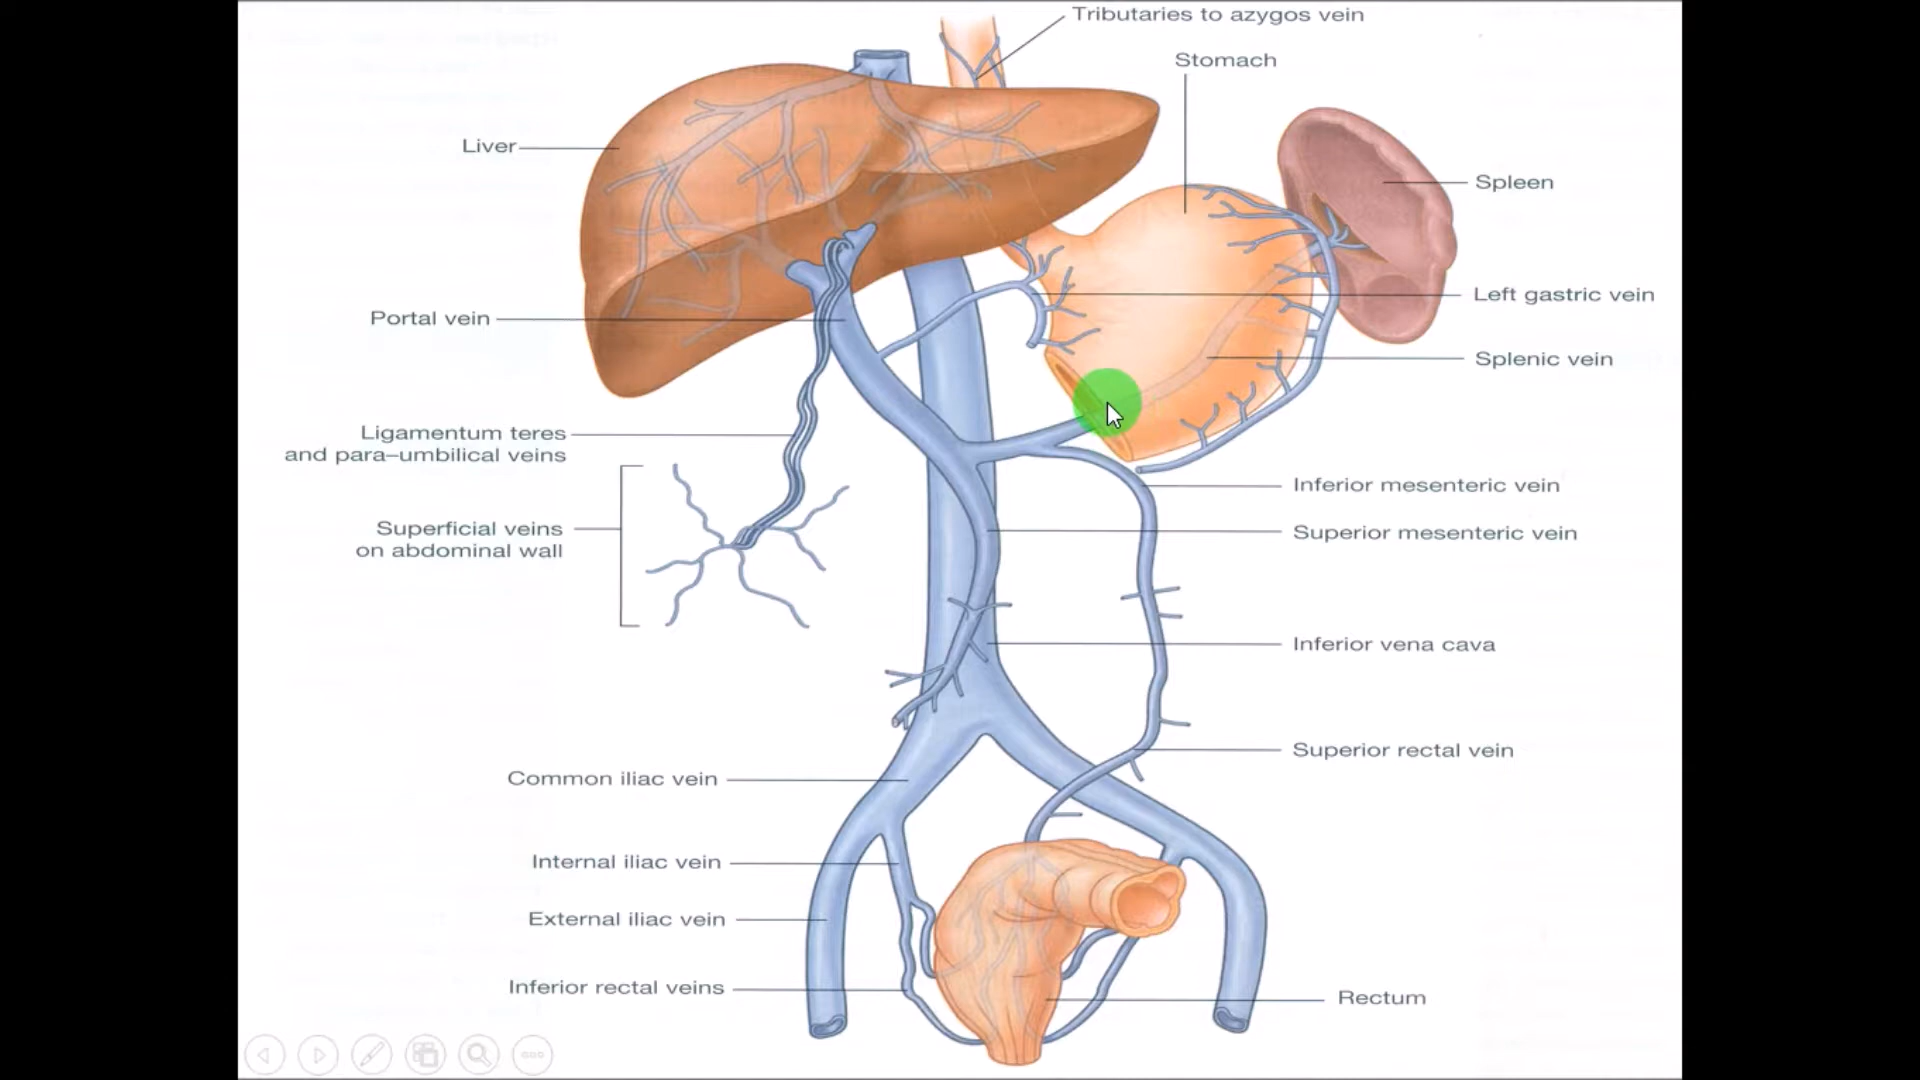 Tributaries to azygos vein
Stomach
Liver
Spleen
Left gastric vein
Portal vein
Splenic vein
Ligamentum teres
and para–umbilical veins
Inferior mesenteric vein
Superficial veins
on abdominal wall
Superior mesenteric vein
Inferior vena cava
Superior rectal vein
Common iliac vein
Internal iliac vein
External iliac vein
Inferior rectal veins
Rectum